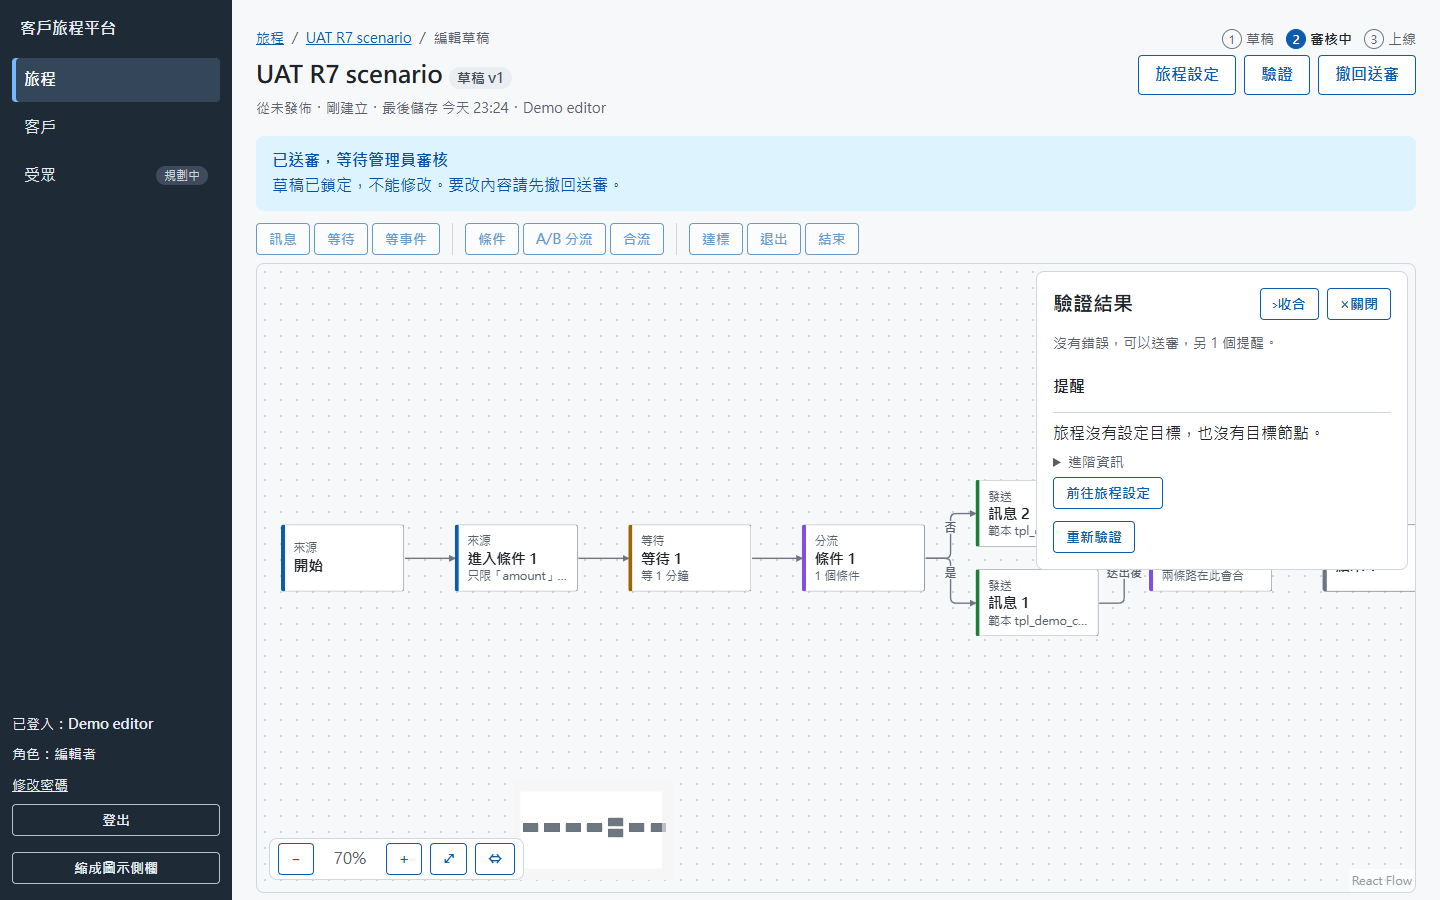 客戶旅程平台
旅程
客戶
受眾 規劃中
已登入：Demo editor
角色：編輯者
修改密碼
登出
縮成圖示側欄
旅程 / UAT R7 scenario / 編輯草稿
1 草稿 2 審核中 3 上線
UAT R7 scenario 草稿 v1
旅程設定 驗證 撤回送審
從未發佈 · 剛建立 · 最後儲存 今天 23:24 · Demo editor
已送審，等待管理員審核
草稿已鎖定，不能修改。要改內容請先撤回送審。
訊息 等待 等事件 條件 A/B 分流 合流 達標 退出 結束
驗證結果
›收合 ×關閉
沒有錯誤，可以送審，另 1 個提醒。
提醒
旅程沒有設定目標，也沒有目標節點。
▶ 進階資訊
前往旅程設定
重新驗證
來源
開始
來源
進入條件 1
只限「amount」...
等待
等待 1
等 1 分鐘
分流
條件 1
1 個條件
否
是
發送
訊息 2
範本 tpl_
發送
訊息 1
範本 tpl_demo_c...
送出後
兩條路在此會合
− 70% +
React Flow